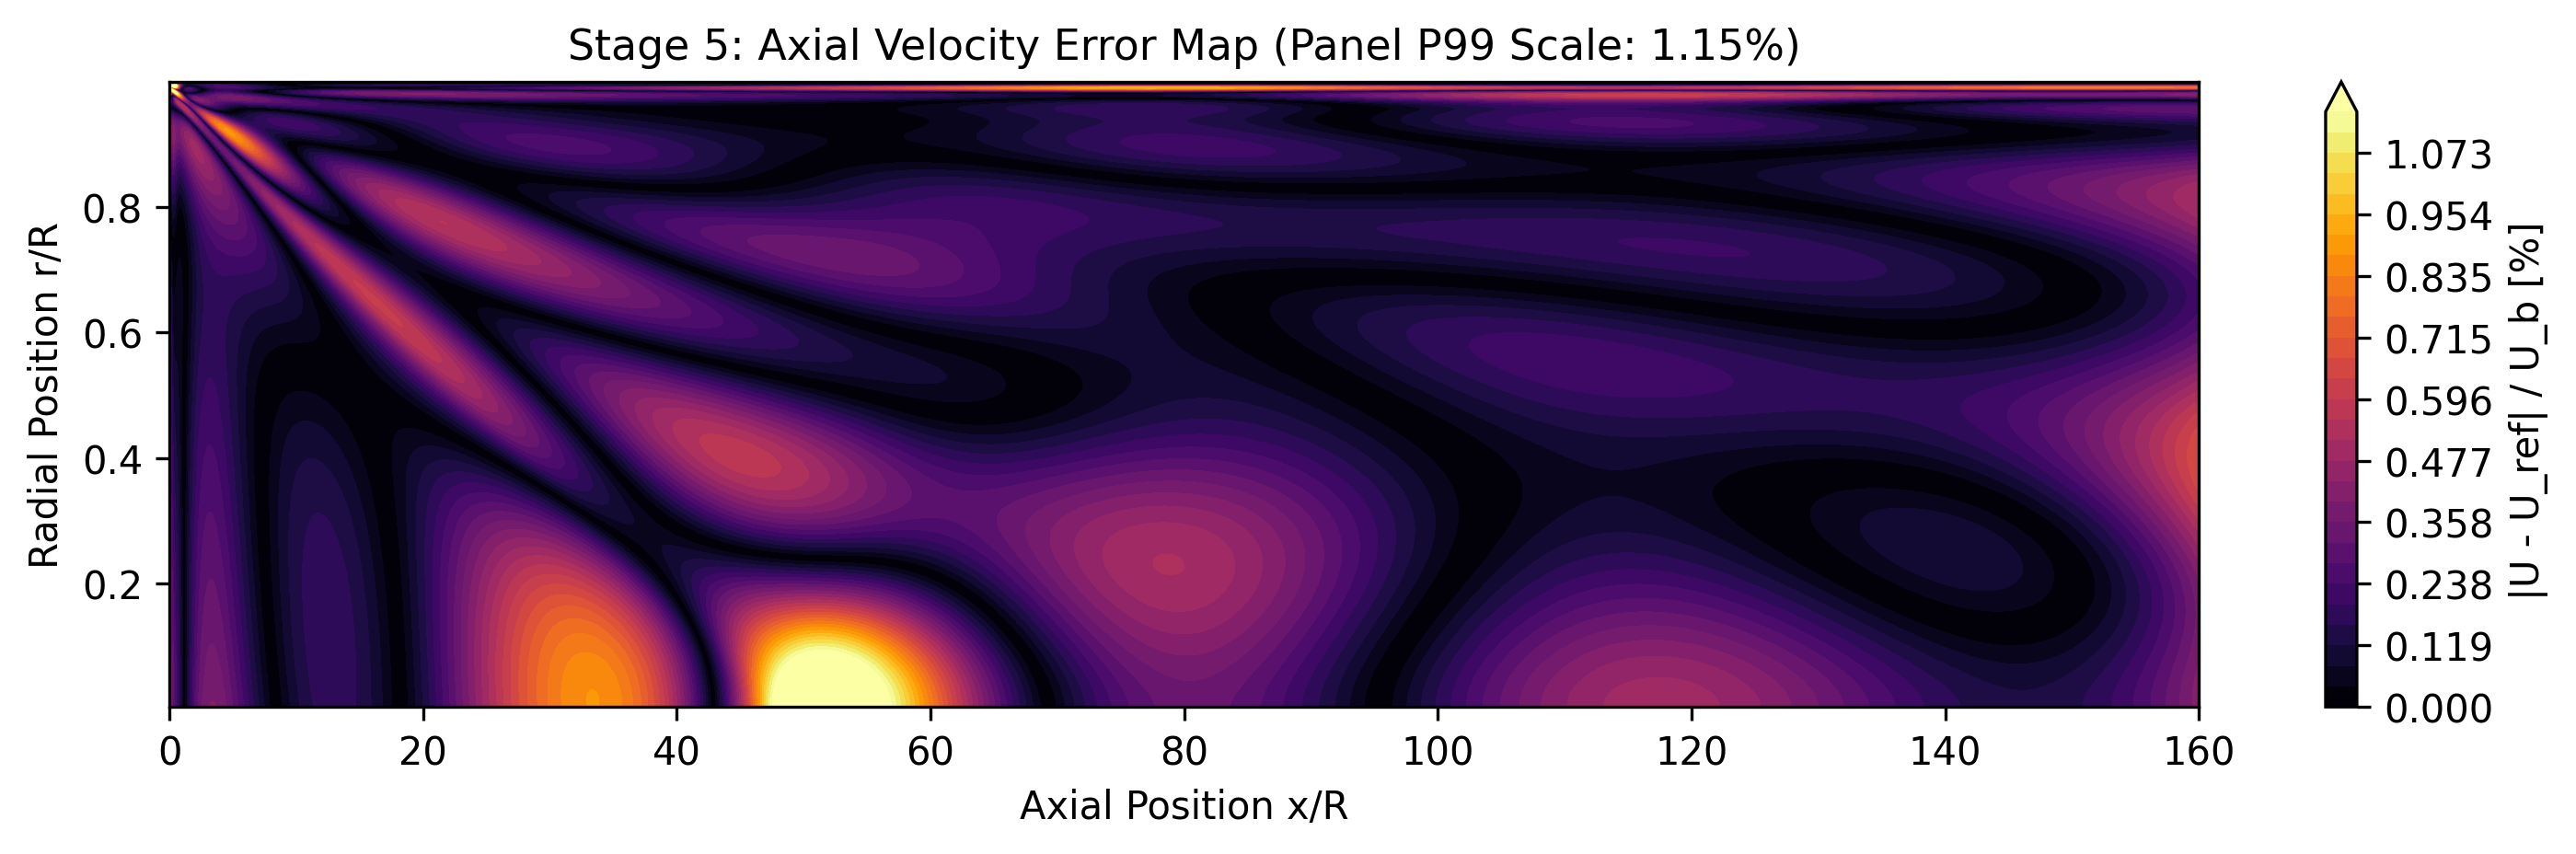 Stage 5: Axial Velocity Error Map (Panel P99 Scale: 1.15%)
Radial Position r/R
0.8
0.6
0.4
0.2
0 20 40 60 80 100 120 140 160
Axial Position x/R
1.073
0.954
0.835
0.715
0.596
0.477
0.358
0.238
0.119
0.000
|U - U_ref| / U_b [%]